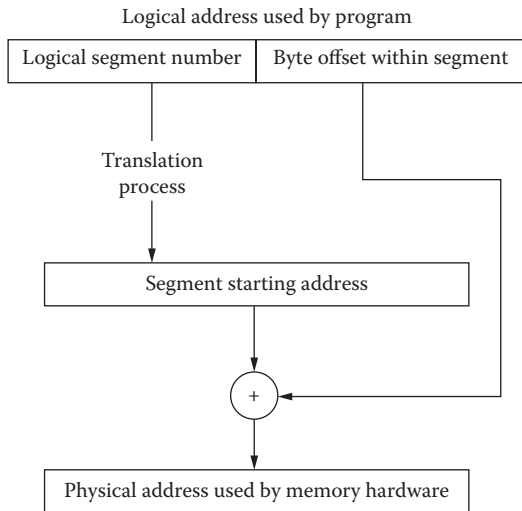 Logical address used by program
Logical segment number
Byte offset within segment
Translation
process
Segment starting address
+
Physical address used by memory hardware